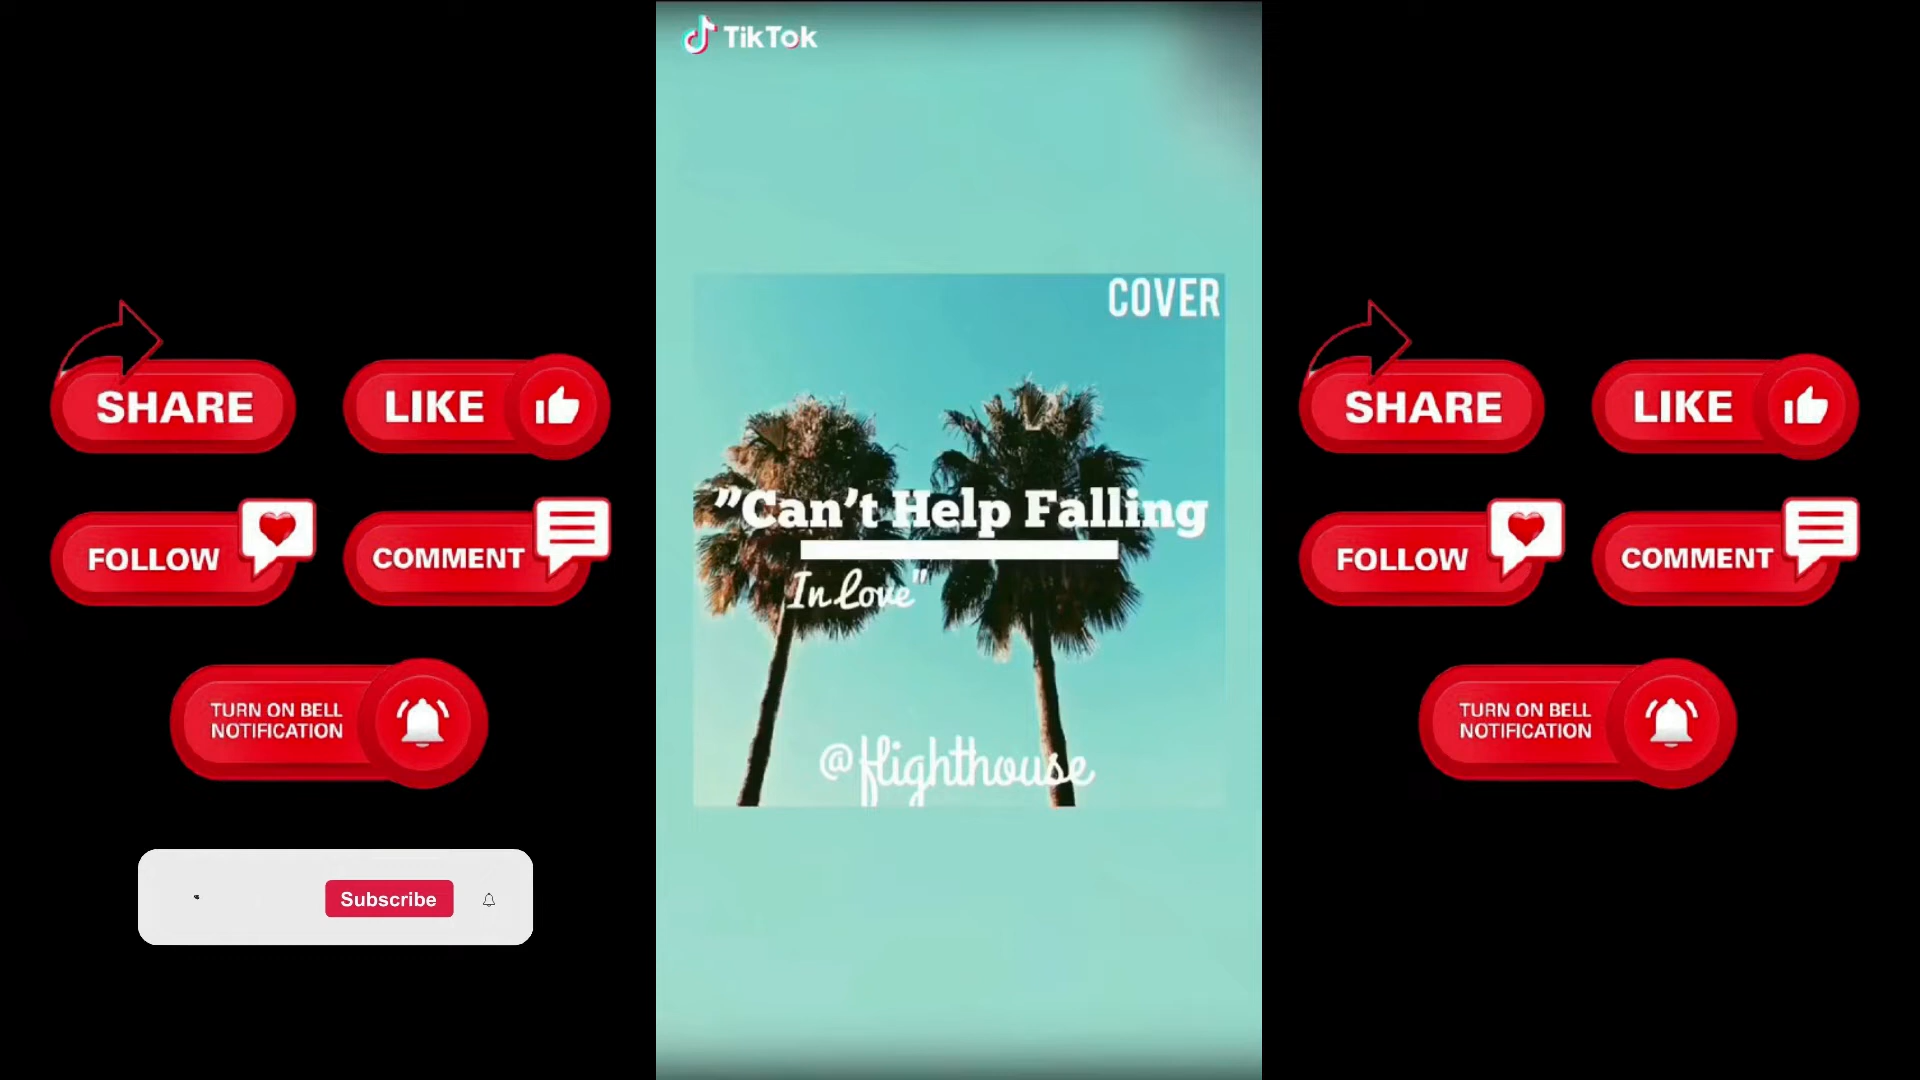 TikTok
COVER
"Can't Help Falling
In Love"
@flighthouse
SHARE
LIKE
FOLLOW
COMMENT
TURN ON BELL
NOTIFICATION
Subscribe
SHARE
LIKE
FOLLOW
COMMENT
TURN ON BELL
NOTIFICATION